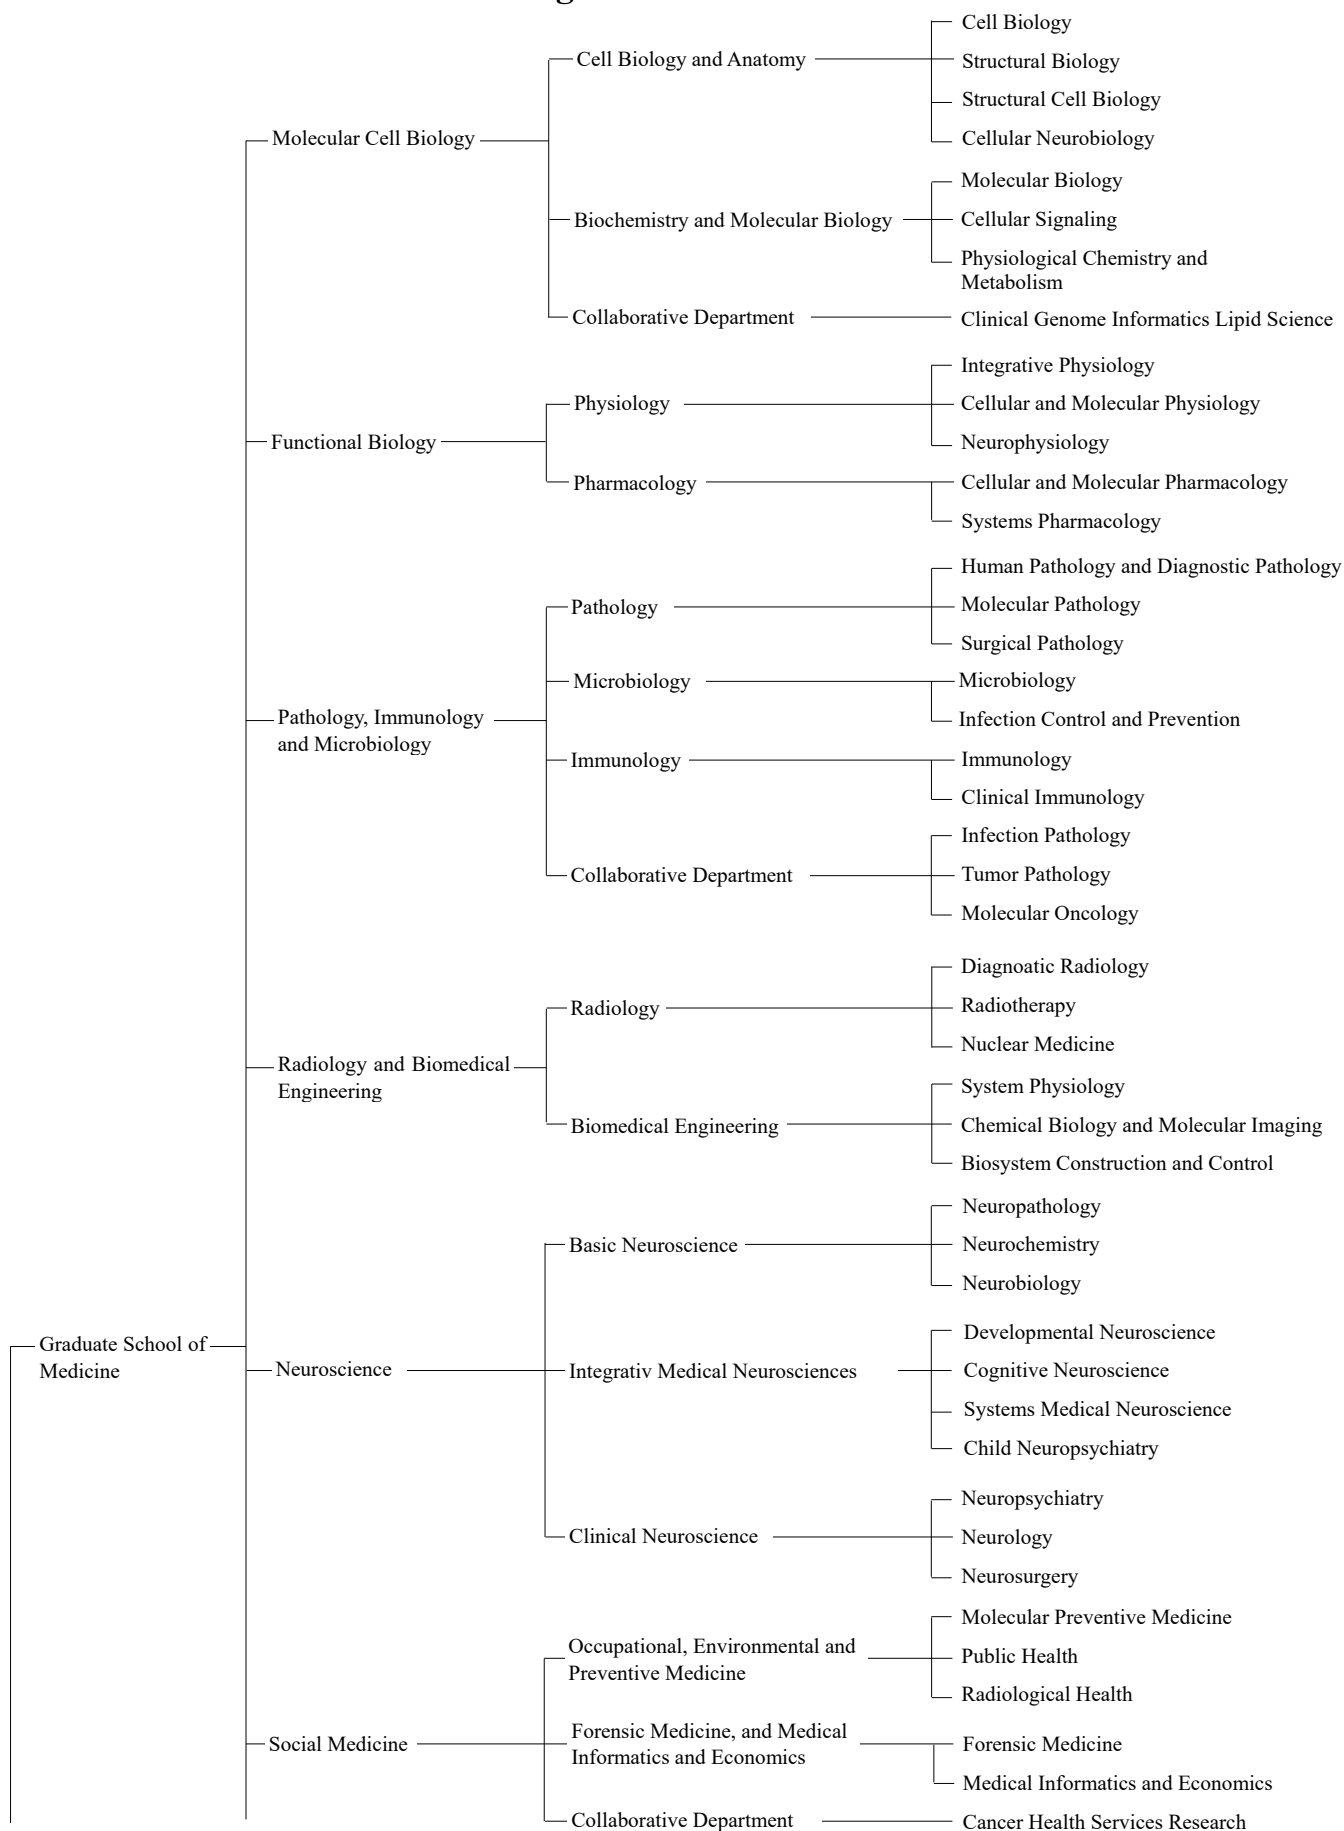 Cell Biology
Cell Biology and Anatomy
Structural Biology
Structural Cell Biology
Molecular Cell Biology
Cellular Neurobiology
Molecular Biology
Biochemistry and Molecular Biology
Cellular Signaling
Physiological Chemistry and
Metabolism
Collaborative Department
Clinical Genome Informatics Lipid Science
Integrative Physiology
Physiology
Cellular and Molecular Physiology
Functional Biology
Neurophysiology
Pharmacology
Cellular and Molecular Pharmacology
Systems Pharmacology
Human Pathology and Diagnostic Pathology
Pathology
Molecular Pathology
Surgical Pathology
Microbiology
Microbiology
Pathology, Immunology
and Microbiology
Infection Control and Prevention
Immunology
Immunology
Clinical Immunology
Infection Pathology
Collaborative Department
Tumor Pathology
Molecular Oncology
Diagnoatic Radiology
Radiology
Radiotherapy
Nuclear Medicine
Radiology and Biomedical
Engineering
System Physiology
Biomedical Engineering
Chemical Biology and Molecular Imaging
Biosystem Construction and Control
Neuropathology
Basic Neuroscience
Neurochemistry
Neurobiology
Graduate School of
Medicine
Neuroscience
Developmental Neuroscience
Integrativ Medical Neurosciences
Cognitive Neuroscience
Systems Medical Neuroscience
Child Neuropsychiatry
Neuropsychiatry
Clinical Neuroscience
Neurology
Neurosurgery
Molecular Preventive Medicine
Occupational, Environmental and
Preventive Medicine
Public Health
Radiological Health
Social Medicine
Forensic Medicine, and Medical
Informatics and Economics
Forensic Medicine
Medical Informatics and Economics
Collaborative Department
Cancer Health Services Research